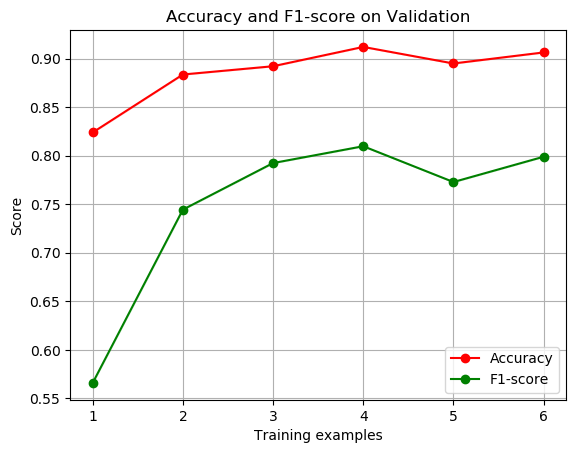 Accuracy and F1-score on Validation
Score
0.90
0.85
0.80
0.75
0.70
0.65
0.60
0.55
Accuracy
F1-score
1 2 3 4 5 6
Training examples